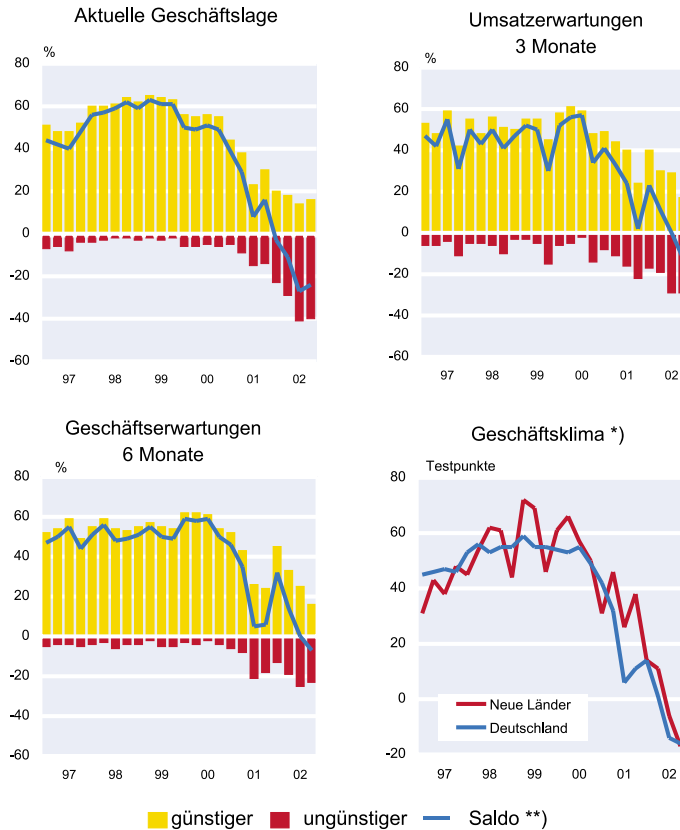 Aktuelle Geschäftslage
%
80
60
40
20
0
-20
-40
-60
97 98 99 00 01 02
Umsatzerwartungen
3 Monate
%
80
60
40
20
0
-20
-40
-60
97 98 99 00 01 02
Geschäftserwartungen
6 Monate
%
80
60
40
20
0
-20
-40
-60
97 98 99 00 01 02
Geschäftsklima *)
Testpunkte
80
60
40
20
0
-20
Neue Länder
Deutschland
97 98 99 00 01 02
günstiger ungünstiger Saldo **)